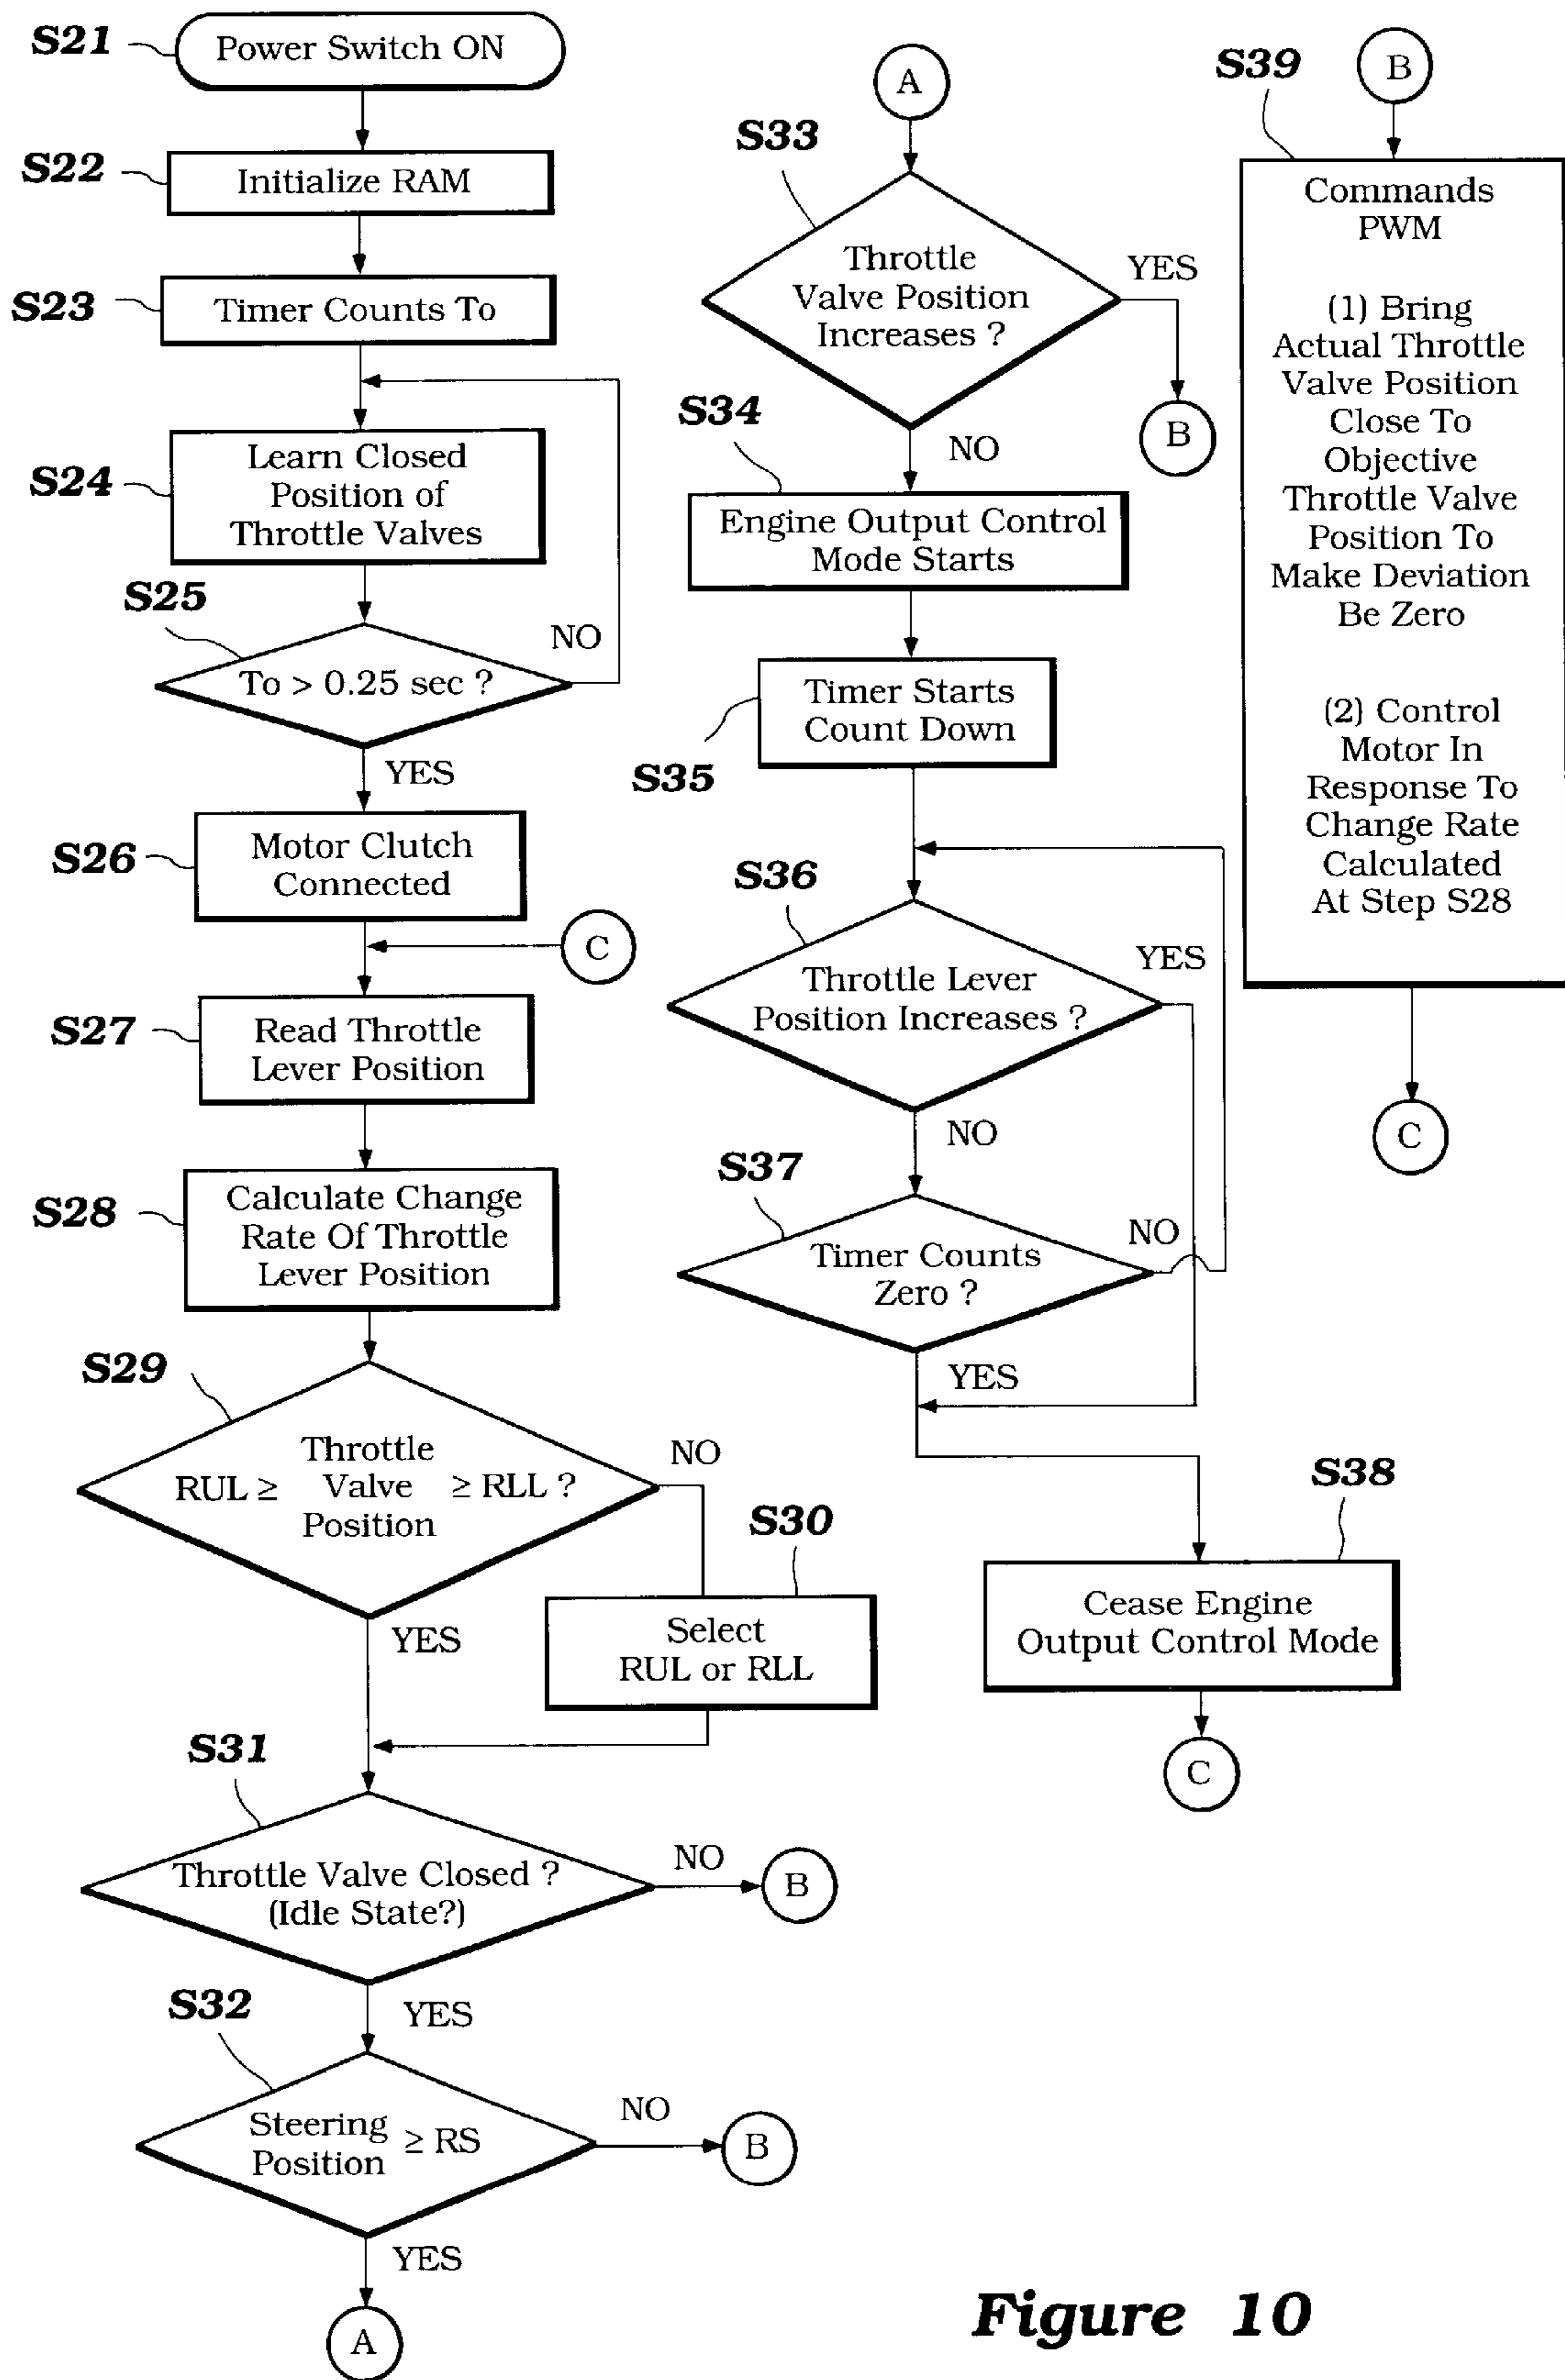 S21
Power Switch ON
S22
Initialize RAM
S23
Timer Counts To
S24
Learn Closed
Position of
Throttle Valves
S25
NO
To > 0.25 sec ?
YES
S26
Motor Clutch
Connected
C
S27
Read Throttle
Lever Position
S28
Calculate Change
Rate Of Throttle
Lever Position
S29
NO
Throttle
RUL ≥ Valve ≥ RLL ?
Position
YES
S30
Select
RUL or RLL
S31
Throttle Valve Closed ?
(Idle State?)
NO
B
YES
S32
Steering
Position ≥ RS
NO
B
YES
A
A
S33
Throttle
Valve Position
Increases ?
YES
B
NO
S34
Engine Output Control
Mode Starts
S35
Timer Starts
Count Down
S36
Throttle Lever
Position Increases ?
YES
NO
S37
Timer Counts
Zero ?
NO
YES
S38
Cease Engine
Output Control Mode
C
S39
B
Commands
PWM
(1) Bring
Actual Throttle
Valve Position
Close To
Objective
Throttle Valve
Position To
Make Deviation
Be Zero
(2) Control
Motor In
Response To
Change Rate
Calculated
At Step S28
C
Figure 10